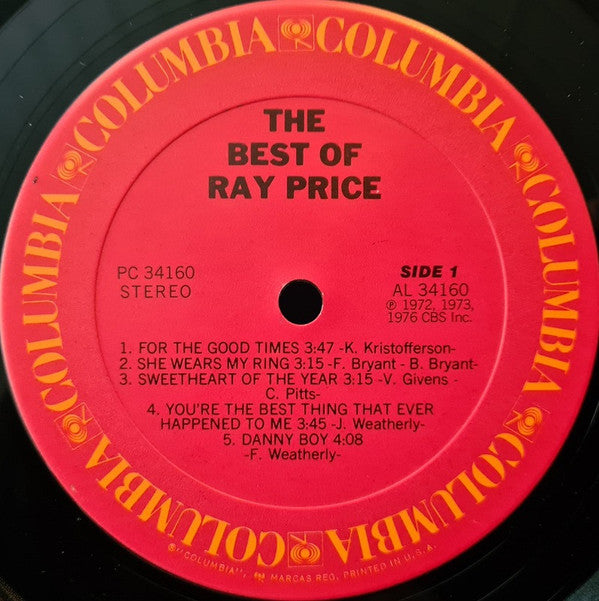 COLUMBIA COLUMBIA COLUMBIA COLUMBIA COLUMBIA COLUMBIA
THE
BEST OF
RAY PRICE
PC 34160
STEREO
SIDE 1
AL 34160
℗ 1972, 1973,
1976 CBS Inc.
1. FOR THE GOOD TIMES 3:47 -K. Kristofferson-
2. SHE WEARS MY RING 3:15 -F. Bryant - B. Bryant-
3. SWEETHEART OF THE YEAR 3:15 -V. Givens -
C. Pitts-
4. YOU'RE THE BEST THING THAT EVER
HAPPENED TO ME 3:45 -J. Weatherly-
5. DANNY BOY 4:08
-F. Weatherly-
®"COLUMBIA", MARCAS REG. PRINTED IN U.S.A.